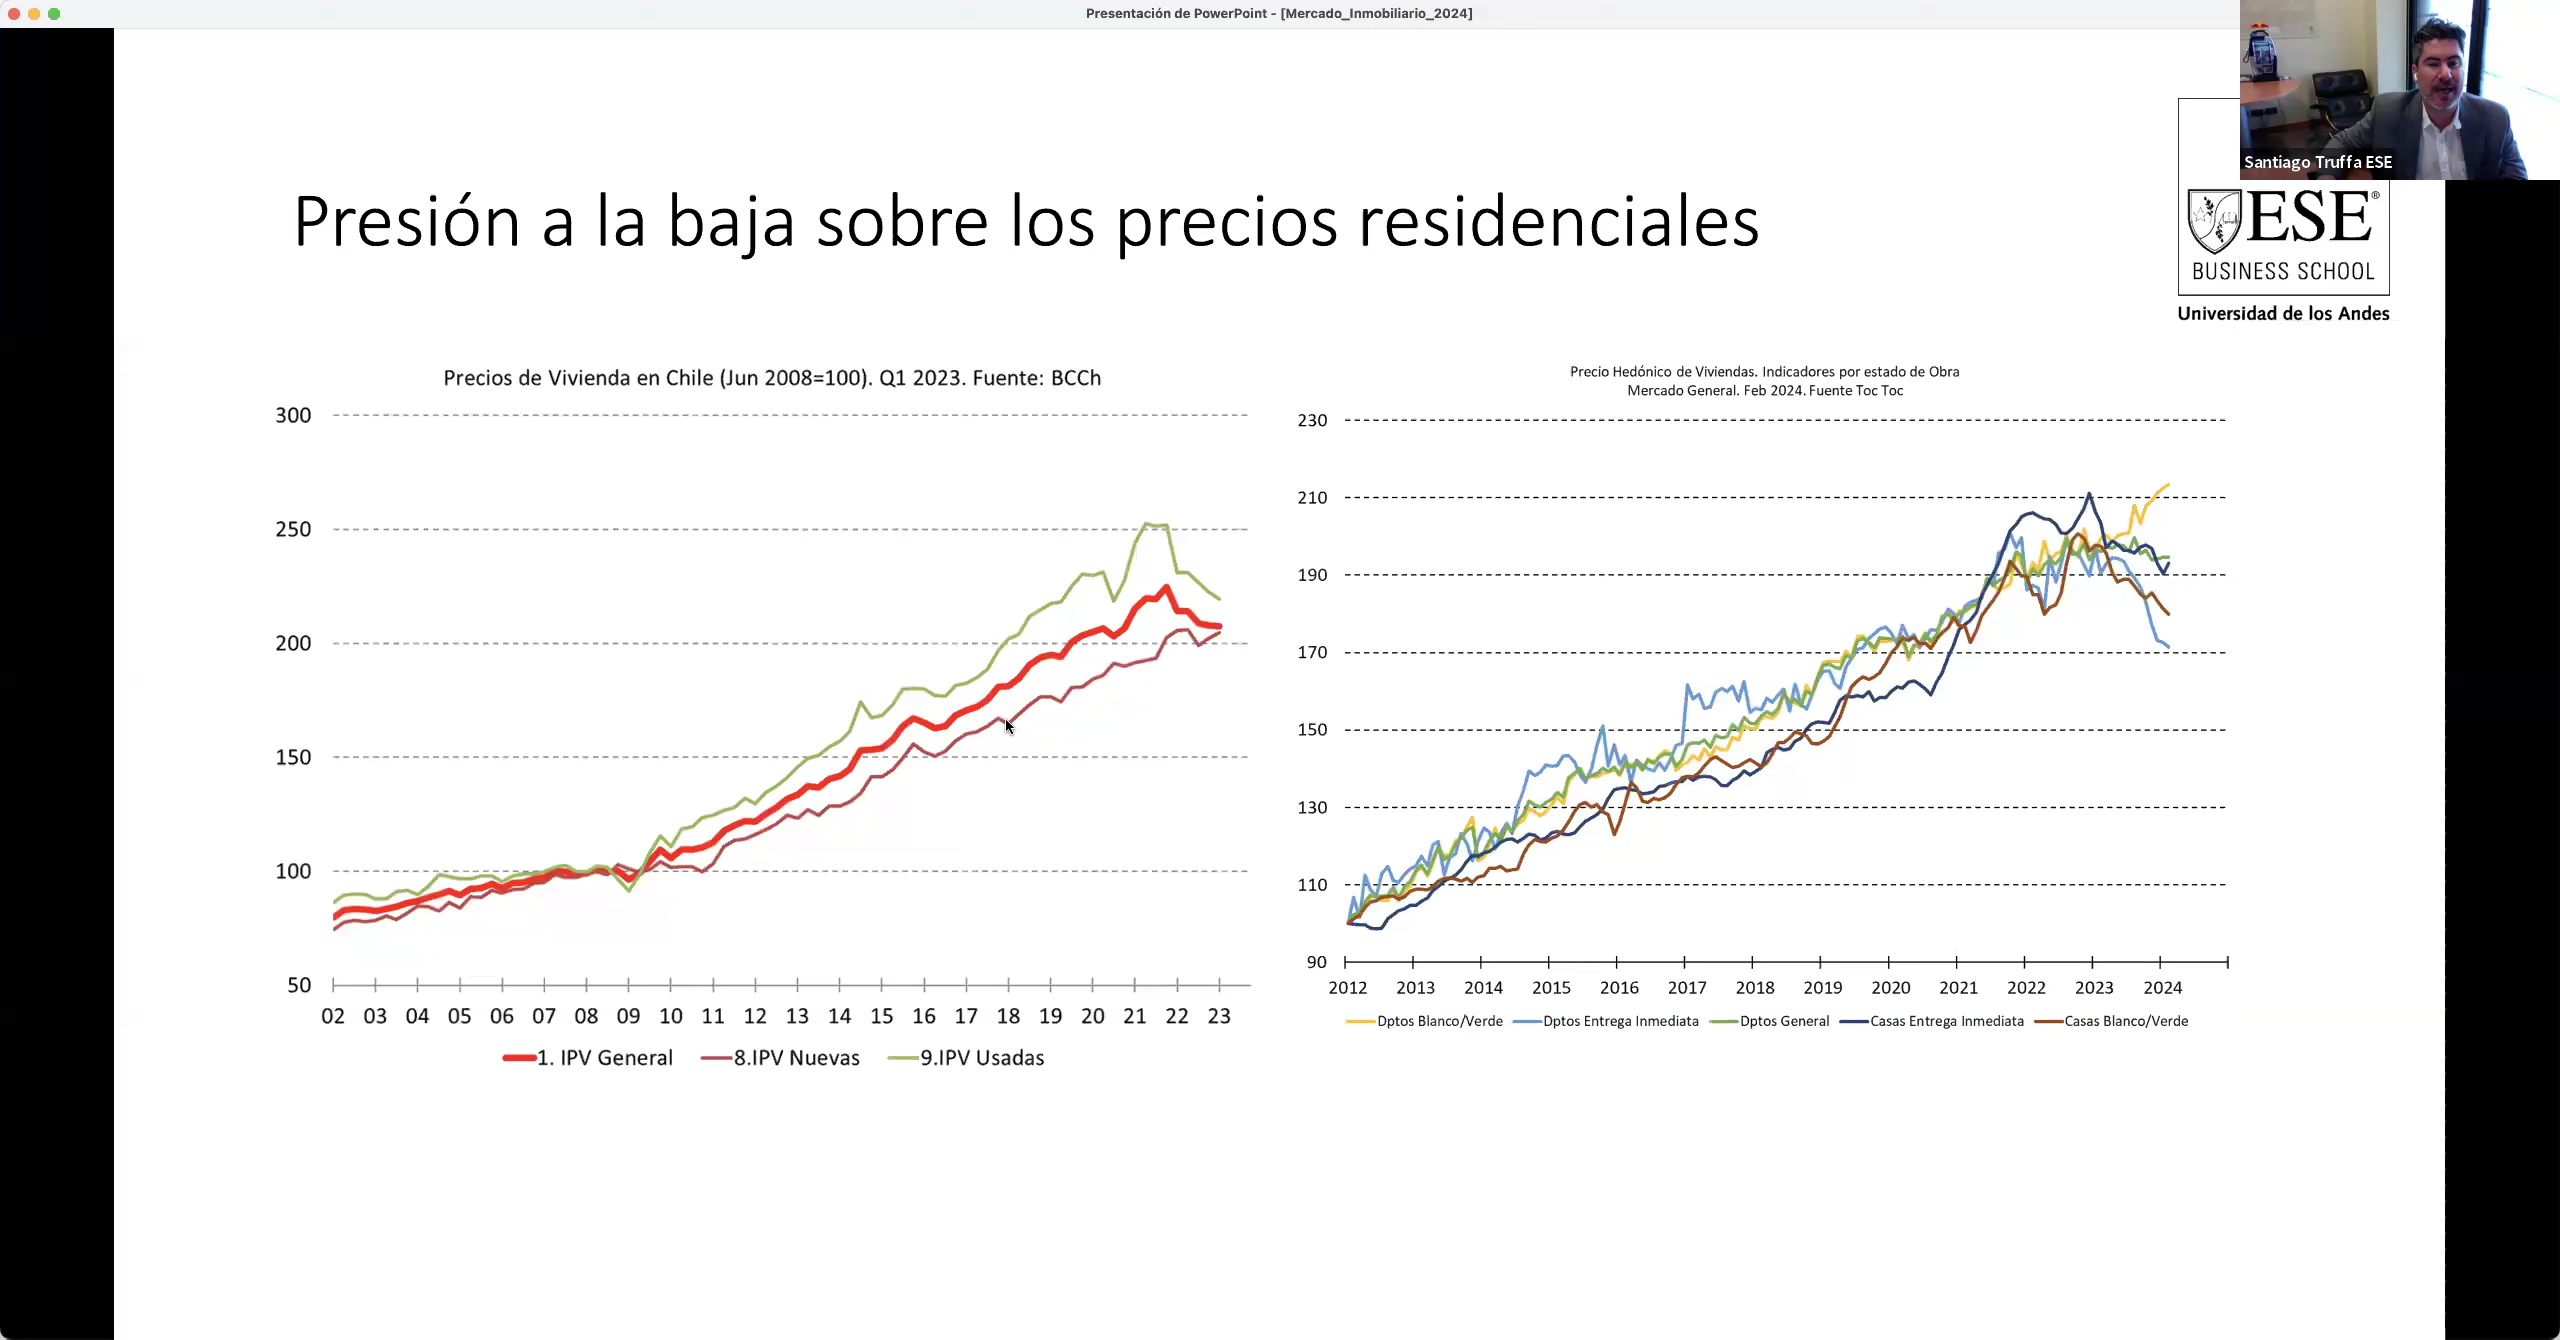 Presentación de PowerPoint - [Mercado_Inmobiliario_2024]
Santiago Truffa ESE
Presión a la baja sobre los precios residenciales
ESE®
BUSINESS SCHOOL
Universidad de los Andes
Precios de Vivienda en Chile (Jun 2008=100). Q1 2023. Fuente: BCCh
300
250
200
150
100
50
02 03 04 05 06 07 08 09 10 11 12 13 14 15 16 17 18 19 20 21 22 23
1. IPV General 8.IPV Nuevas 9.IPV Usadas
Precio Hedónico de Viviendas. Indicadores por estado de Obra
Mercado General. Feb 2024. Fuente Toc Toc
230
210
190
170
150
130
110
90
2012 2013 2014 2015 2016 2017 2018 2019 2020 2021 2022 2023 2024
Dptos Blanco/Verde Dptos Entrega Inmediata Dptos General Casas Entrega Inmediata Casas Blanco/Verde